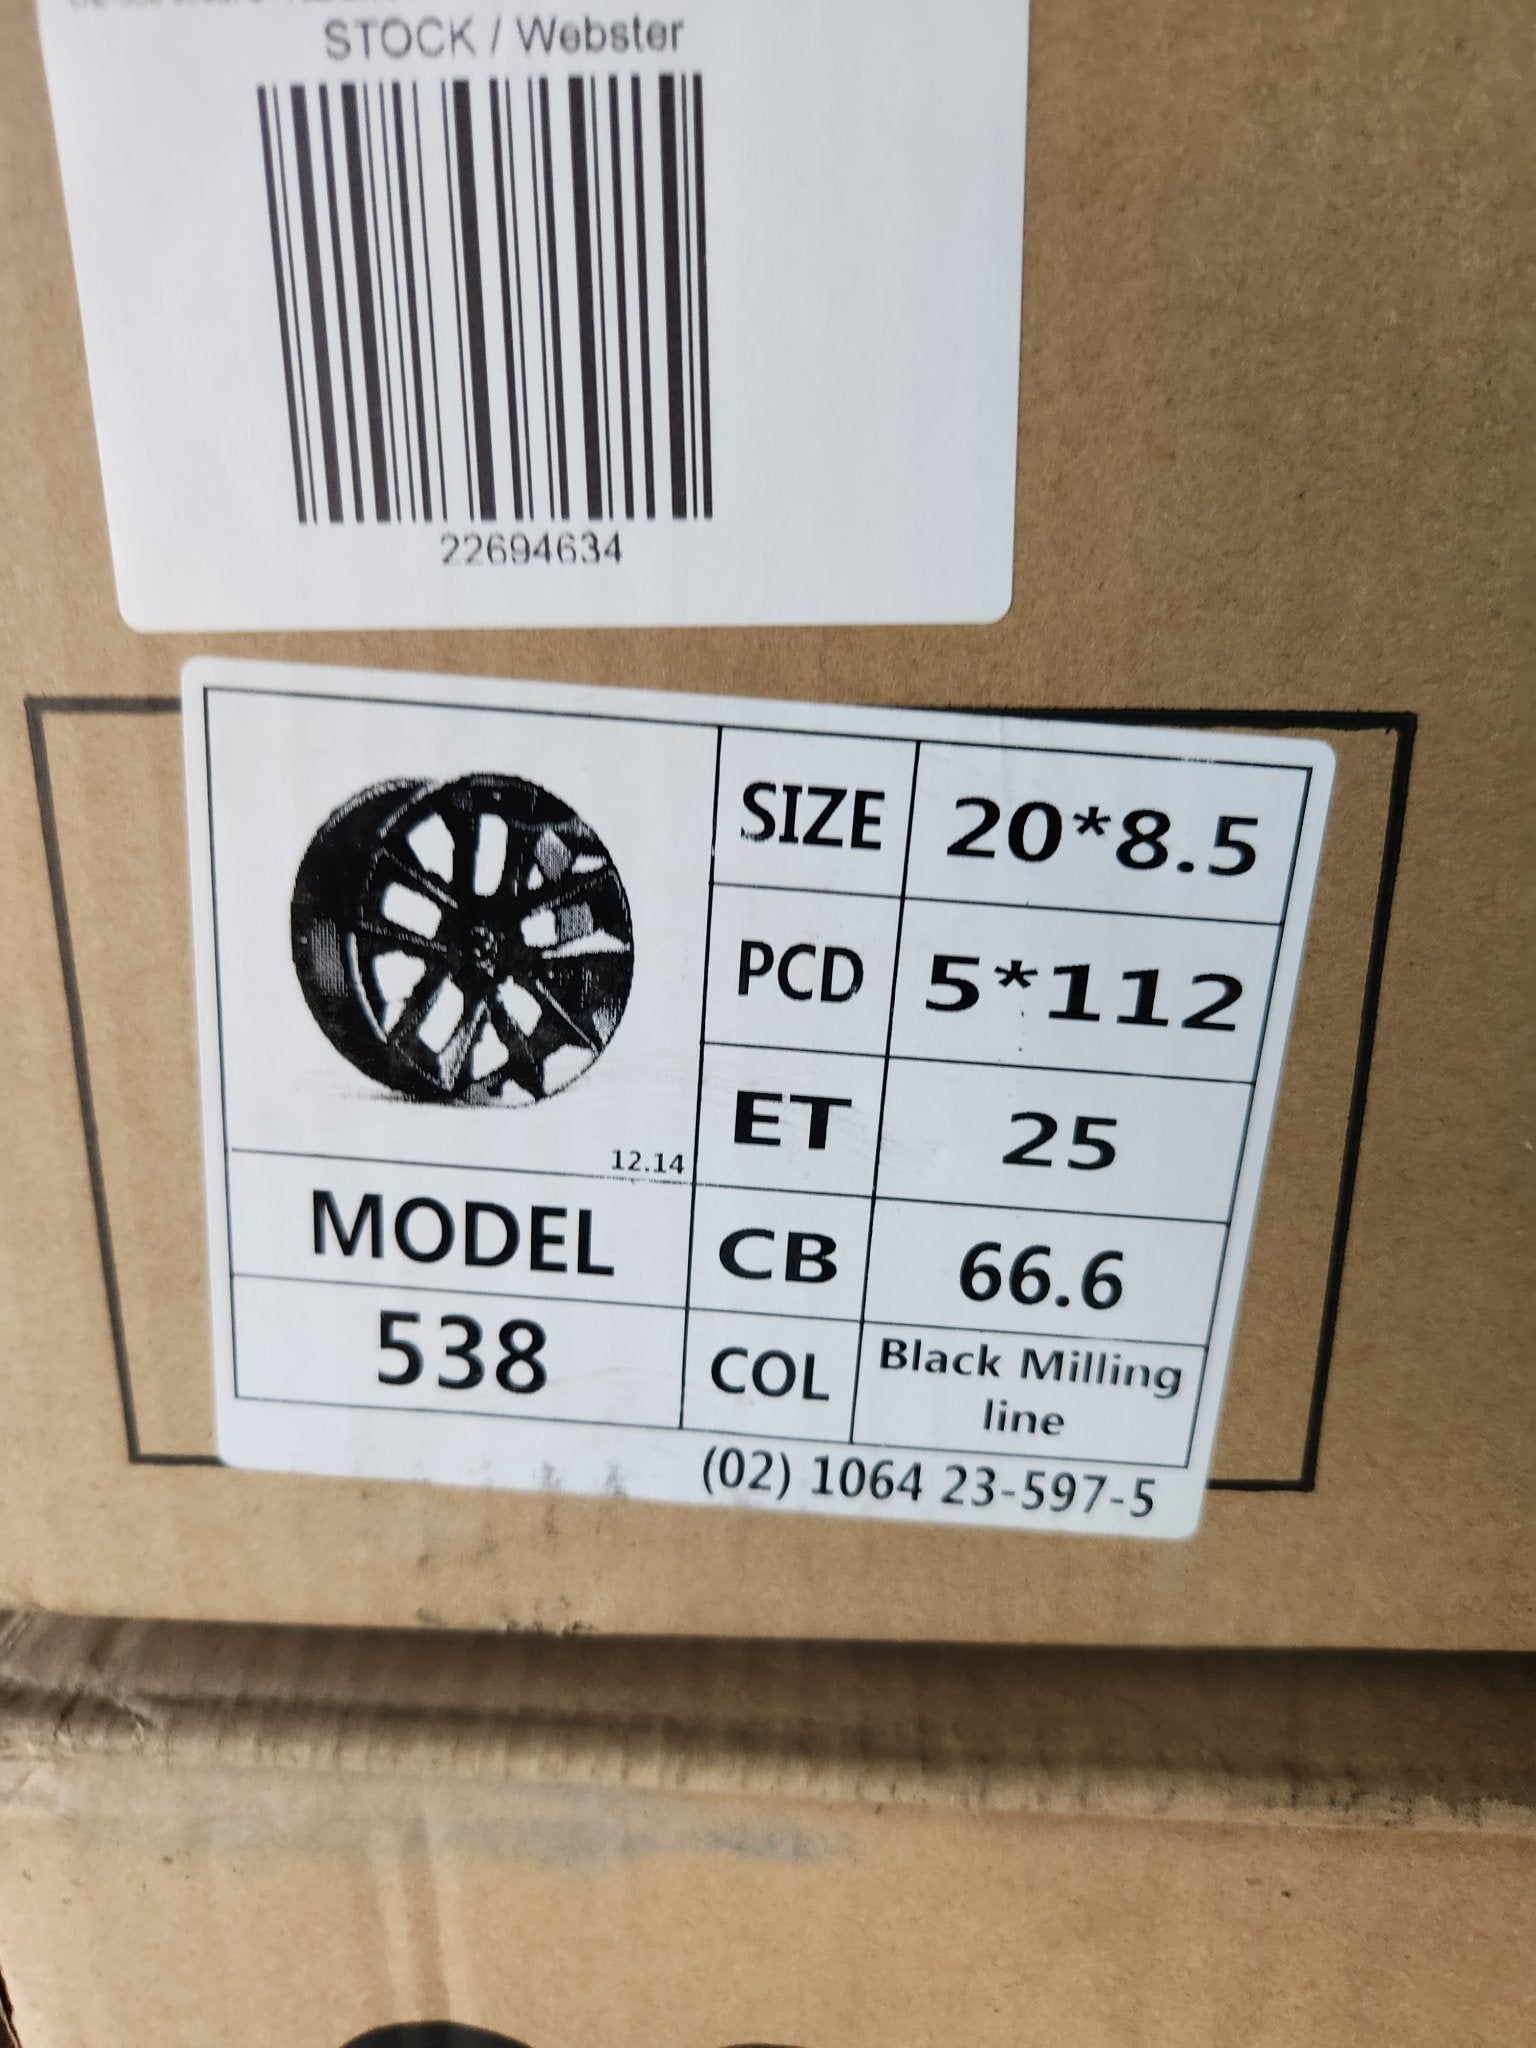 STOCK / Webster
22694634
SIZE 20*8.5
PCD 5*112
ET 25
12.14
MODEL
CB 66.6
538
COL Black Milling
line
(02) 1064 23-597-5